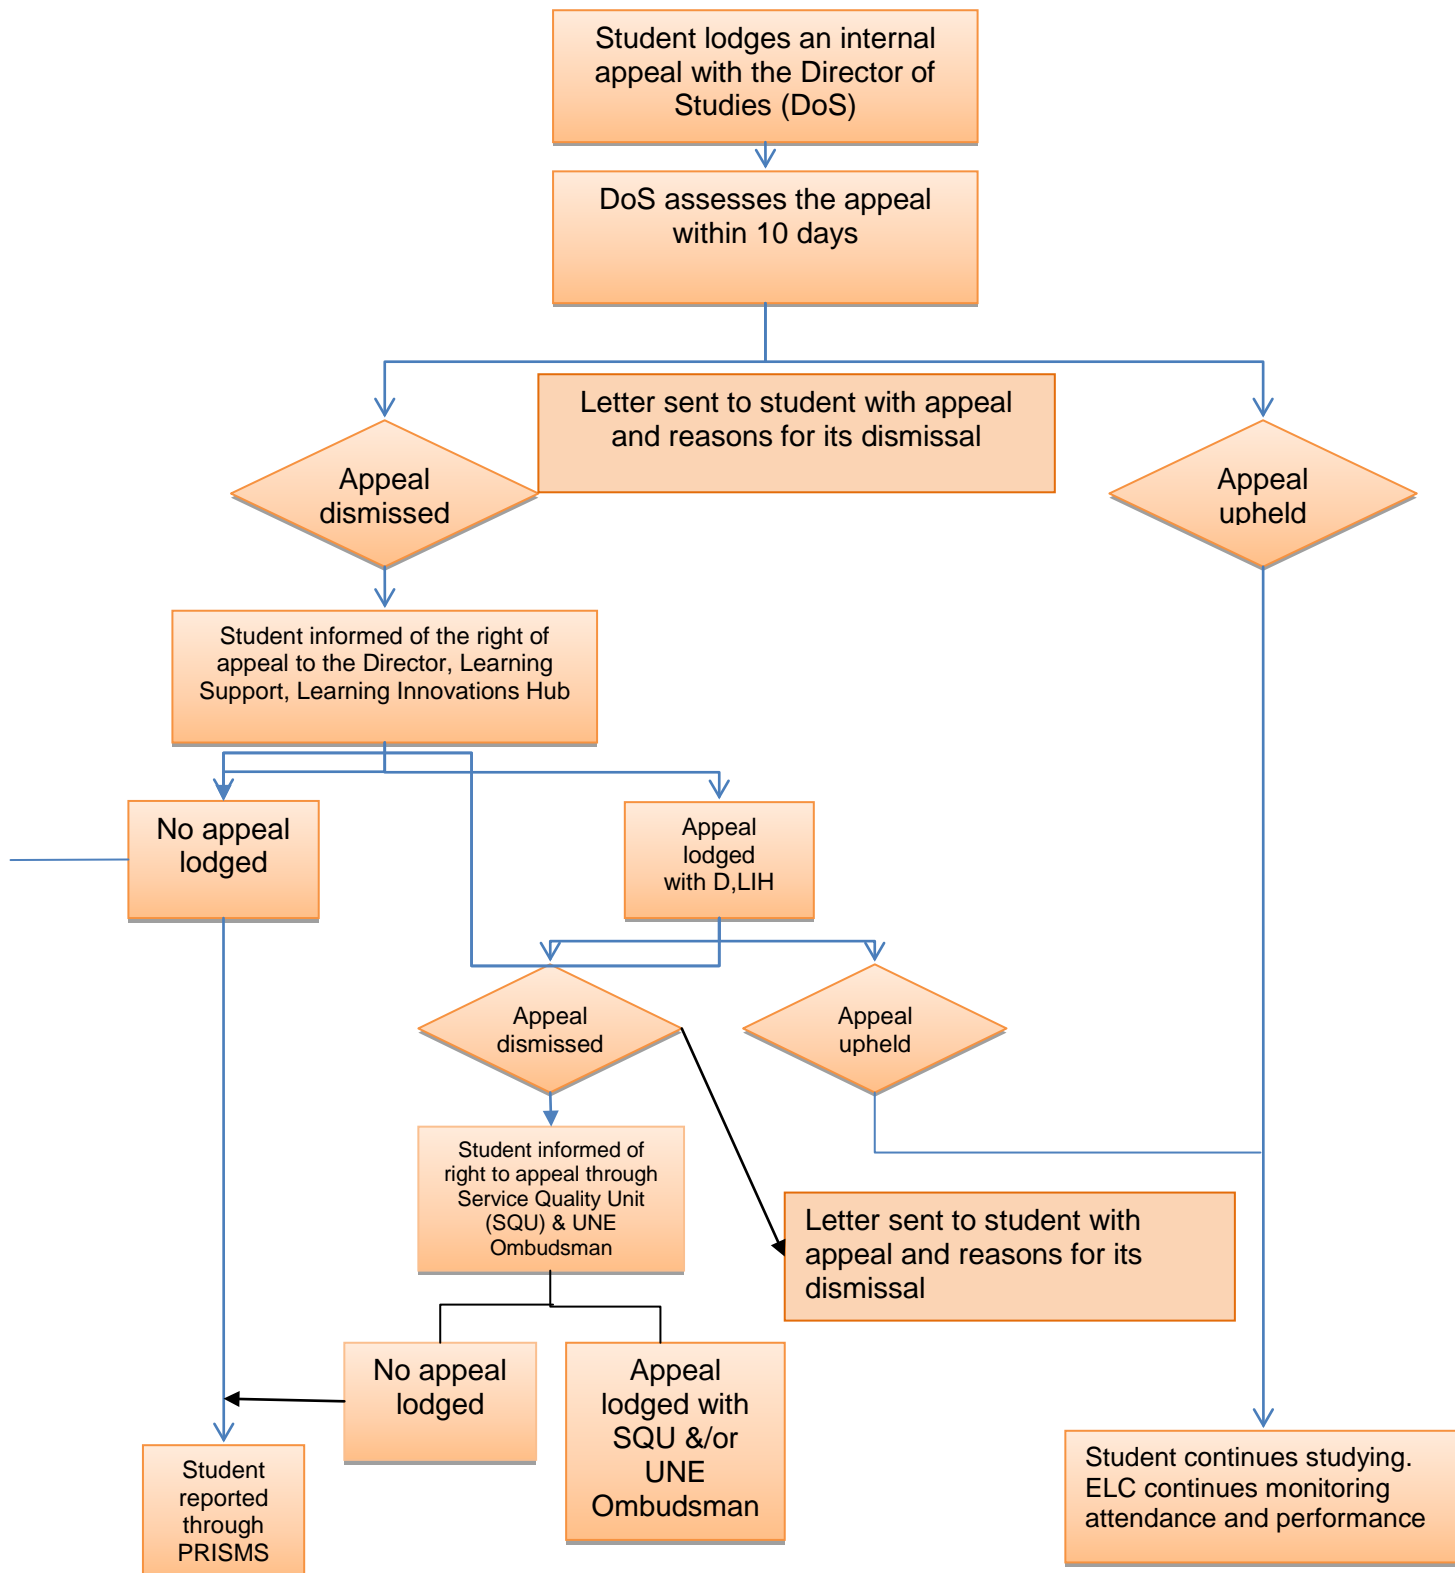 Student lodges an internal
appeal with the Director of
Studies (DoS)
DoS assesses the appeal
within 10 days
Letter sent to student with appeal
and reasons for its dismissal
Appeal
dismissed
Appeal
upheld
Student informed of the right of
appeal to the Director, Learning
Support, Learning Innovations Hub
No appeal
lodged
Appeal
lodged
with D,LIH
Appeal
dismissed
Appeal
upheld
Student informed of
right to appeal through
Service Quality Unit
(SQU) & UNE
Ombudsman
Letter sent to student with
appeal and reasons for its
dismissal
No appeal
lodged
Appeal
lodged with
SQU &/or
UNE
Ombudsman
Student
reported
through
PRISMS
Student continues studying.
ELC continues monitoring
attendance and performance